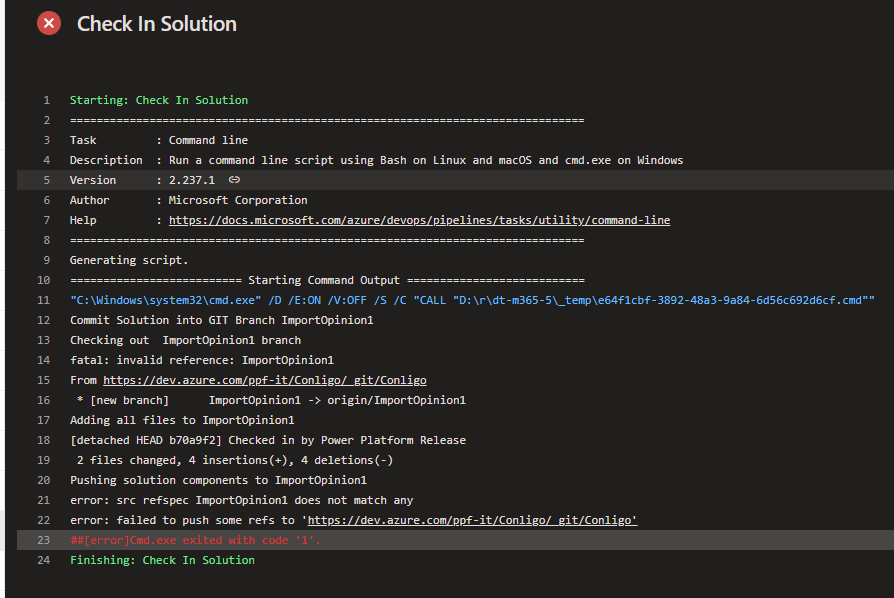 Check In Solution
1 Starting: Check In Solution
2 ==============================================================================
3 Task         : Command line
4 Description  : Run a command line script using Bash on Linux and macOS and cmd.exe on Windows
5 Version      : 2.237.1
6 Author       : Microsoft Corporation
7 Help         : https://docs.microsoft.com/azure/devops/pipelines/tasks/utility/command-line
8 ==============================================================================
9 Generating script.
10 ========================== Starting Command Output ===========================
11 "C:\Windows\system32\cmd.exe" /D /E:ON /V:OFF /S /C "CALL "D:\r\dt-m365-5\_temp\e64f1cbf-3892-48a3-9a84-6d56c692d6cf.cmd""
12 Commit Solution into GIT Branch ImportOpinion1
13 Checking out  ImportOpinion1 branch
14 fatal: invalid reference: ImportOpinion1
15 From https://dev.azure.com/ppf-it/Conligo/_git/Conligo
16  * [new branch]      ImportOpinion1 -> origin/ImportOpinion1
17 Adding all files to ImportOpinion1
18 [detached HEAD b70a9f2] Checked in by Power Platform Release
19  2 files changed, 4 insertions(+), 4 deletions(-)
20 Pushing solution components to ImportOpinion1
21 error: src refspec ImportOpinion1 does not match any
22 error: failed to push some refs to 'https://dev.azure.com/ppf-it/Conligo/_git/Conligo'
23 ##[error]Cmd.exe exited with code '1'.
24 Finishing: Check In Solution